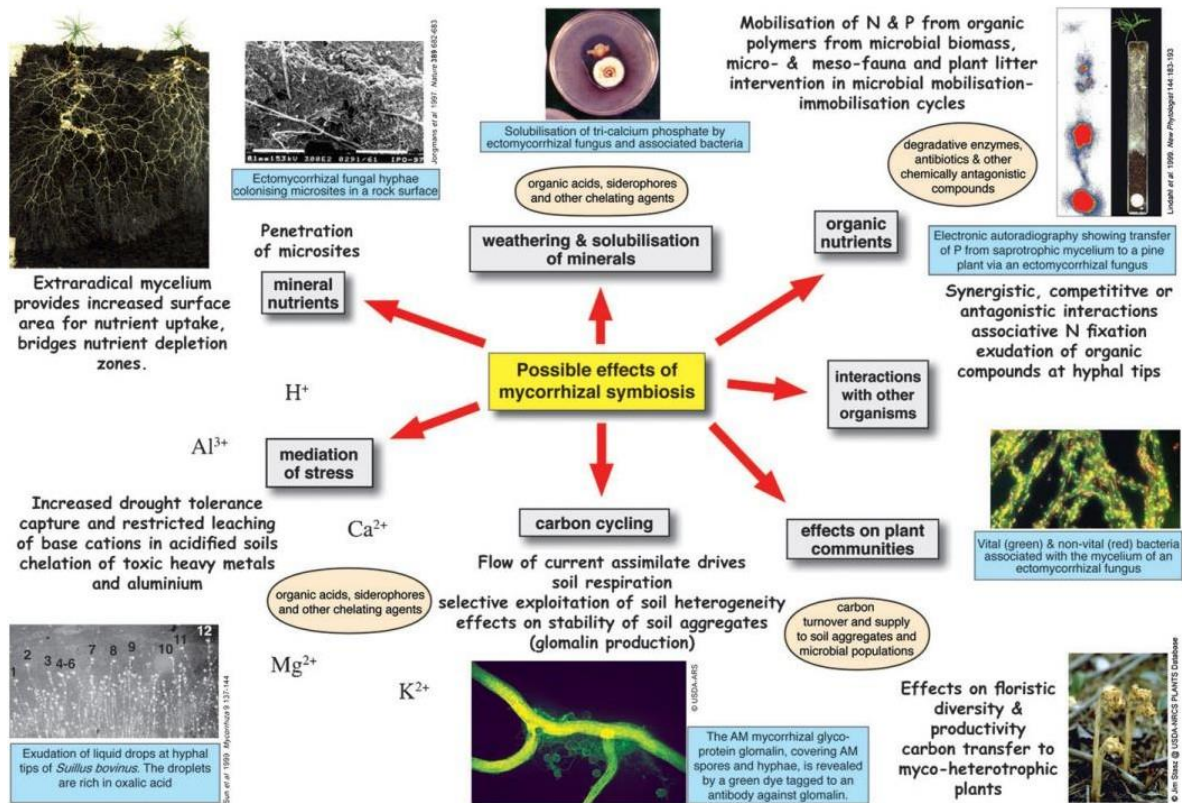 Jongmans et al. 1997. Nature 389 682-683
61mm153kV 300E2 0291/61 IPO-97
Ectomycorrhizal fungal hyphae
colonising microsites in a rock surface
Solubilisation of tri-calcium phosphate by
ectomycorrhizal fungus and associated bacteria
organic acids, siderophores
and other chelating agents
Mobilisation of N & P from organic
polymers from microbial biomass,
micro- & meso-fauna and plant litter
intervention in microbial mobilisation-
immobilisation cycles
degradative enzymes,
antibiotics & other
chemically antagonistic
compounds
Lindahl et al. 1999. New Phytologist 144:183-193
Electronic autoradiography showing transfer
of P from saprotrophic mycelium to a pine
plant via an ectomycorrhizal fungus
Penetration
of microsites
mineral
nutrients
weathering & solubilisation
of minerals
organic
nutrients
Extraradical mycelium
provides increased surface
area for nutrient uptake,
bridges nutrient depletion
zones.
Synergistic, competititve or
antagonistic interactions
associative N fixation
exudation of organic
compounds at hyphal tips
Possible effects of
mycorrhizal symbiosis
interactions
with other
organisms
H+
Al3+
mediation
of stress
Increased drought tolerance
capture and restricted leaching
of base cations in acidified soils
chelation of toxic heavy metals
and aluminium
Ca2+
organic acids, siderophores
and other chelating agents
Mg2+
K2+
carbon cycling
Flow of current assimilate drives
soil respiration
selective exploitation of soil heterogeneity
effects on stability of soil aggregates
(glomalin production)
effects on plant
communities
Vital (green) & non-vital (red) bacteria
associated with the mycelium of an
ectomycorrhizal fungus
carbon
turnover and supply
to soil aggregates and
microbial populations
1 2 3 4-6 7 8 9 10 11 12
Sun et al 1999. Mycorrhiza 9:137-144
Exudation of liquid drops at hyphal
tips of Suillus bovinus. The droplets
are rich in oxalic acid
© USDA-ARS
The AM mycorrhizal glyco-
protein glomalin, covering AM
spores and hyphae, is revealed
by a green dye tagged to an
antibody against glomalin.
Effects on floristic
diversity &
productivity
carbon transfer to
myco-heterotrophic
plants
© Jim Stasz @ USDA-NRCS PLANTS Database